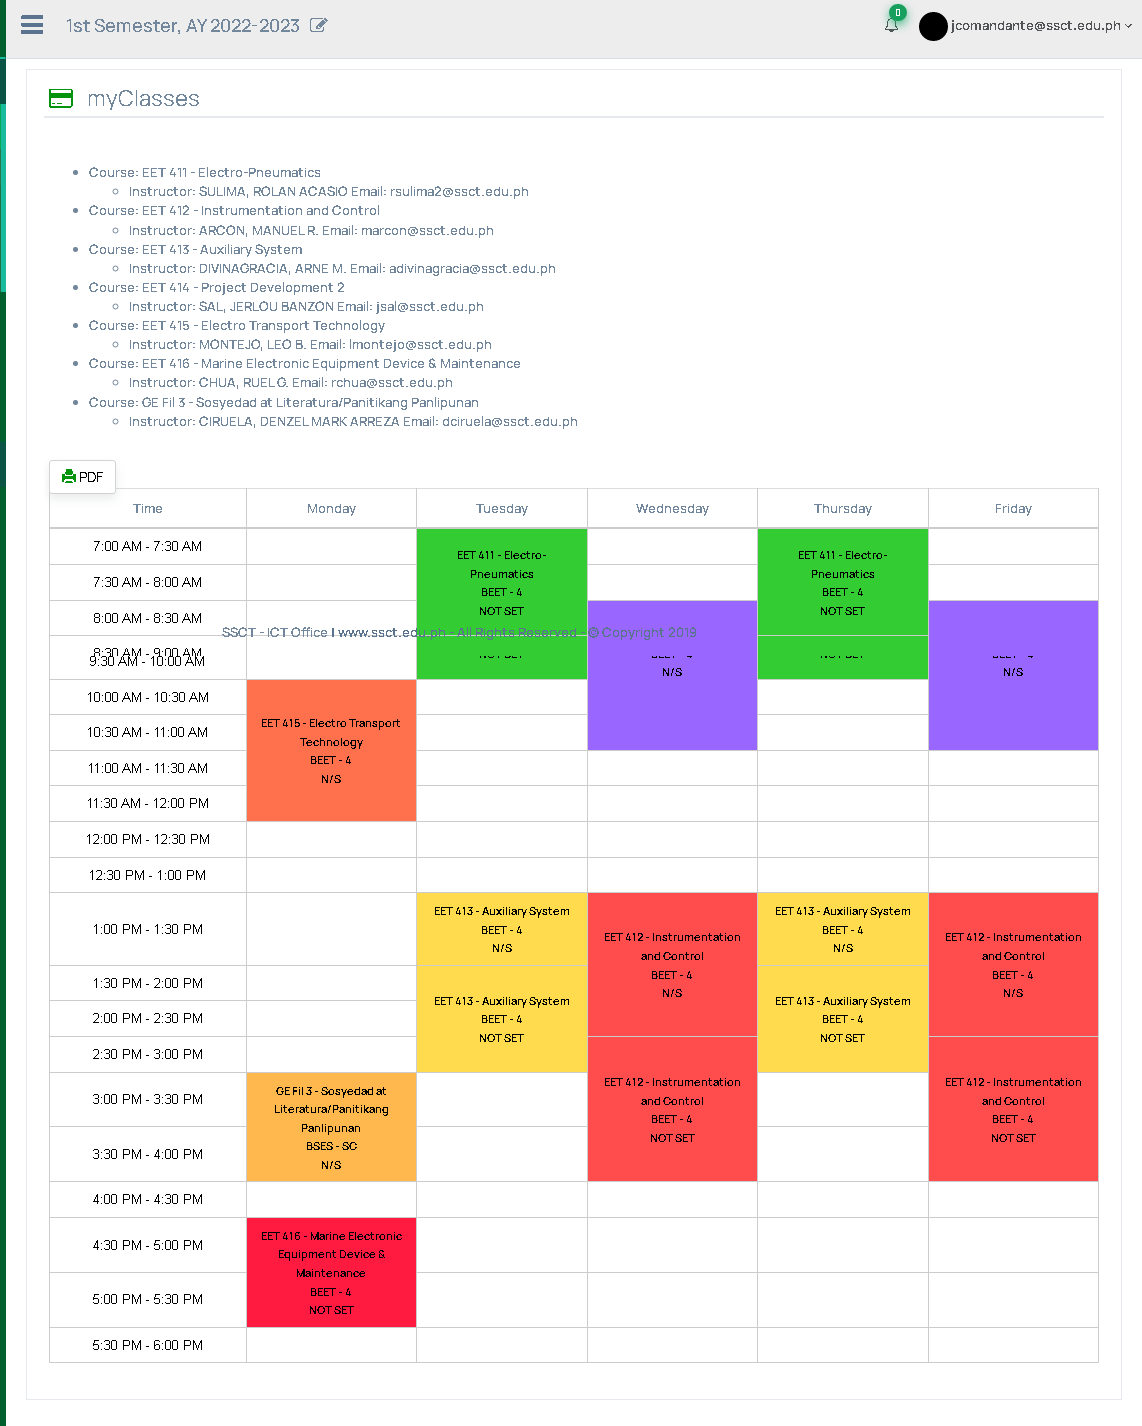 1st Semester, AY 2022-2023
0
jcomandante@ssct.edu.ph
myClasses
Course: EET 411 - Electro-Pneumatics
Instructor: SULIMA, ROLAN ACASIO Email: rsulima2@ssct.edu.ph
Course: EET 412 - Instrumentation and Control
Instructor: ARCON, MANUEL R. Email: marcon@ssct.edu.ph
Course: EET 413 - Auxiliary System
Instructor: DIVINAGRACIA, ARNE M. Email: adivinagracia@ssct.edu.ph
Course: EET 414 - Project Development 2
Instructor: SAL, JERLOU BANZON Email: jsal@ssct.edu.ph
Course: EET 415 - Electro Transport Technology
Instructor: MONTEJO, LEO B. Email: lmontejo@ssct.edu.ph
Course: EET 416 - Marine Electronic Equipment Device & Maintenance
Instructor: CHUA, RUEL G. Email: rchua@ssct.edu.ph
Course: GE Fil 3 - Sosyedad at Literatura/Panitikang Panlipunan
Instructor: CIRUELA, DENZEL MARK ARREZA Email: dciruela@ssct.edu.ph
PDF
Time Monday Tuesday Wednesday Thursday Friday
7:00 AM - 7:30 AM
EET 411 - Electro-
Pneumatics
BEET - 4
NOT SET
EET 411 - Electro-
Pneumatics
BEET - 4
NOT SET
7:30 AM - 8:00 AM
8:00 AM - 8:30 AM
SSCT - ICT Office | www.ssct.edu.ph - All Rights Reserved - © Copyright 2019
8:30 AM - 9:00 AM
9:30 AM - 10:00 AM
N/S
N/S
10:00 AM - 10:30 AM
EET 415 - Electro Transport
Technology
BEET - 4
N/S
10:30 AM - 11:00 AM
11:00 AM - 11:30 AM
11:30 AM - 12:00 PM
12:00 PM - 12:30 PM
12:30 PM - 1:00 PM
1:00 PM - 1:30 PM
EET 413 - Auxiliary System
BEET - 4
N/S
EET 412 - Instrumentation
and Control
BEET - 4
N/S
EET 413 - Auxiliary System
BEET - 4
N/S
EET 412 - Instrumentation
and Control
BEET - 4
N/S
1:30 PM - 2:00 PM
EET 413 - Auxiliary System
BEET - 4
NOT SET
EET 413 - Auxiliary System
BEET - 4
NOT SET
2:00 PM - 2:30 PM
2:30 PM - 3:00 PM
EET 412 - Instrumentation
and Control
BEET - 4
NOT SET
EET 412 - Instrumentation
and Control
BEET - 4
NOT SET
3:00 PM - 3:30 PM
GE Fil 3 - Sosyedad at
Literatura/Panitikang
Panlipunan
BSES - SC
N/S
3:30 PM - 4:00 PM
4:00 PM - 4:30 PM
4:30 PM - 5:00 PM
EET 416 - Marine Electronic
Equipment Device &
Maintenance
BEET - 4
NOT SET
5:00 PM - 5:30 PM
5:30 PM - 6:00 PM